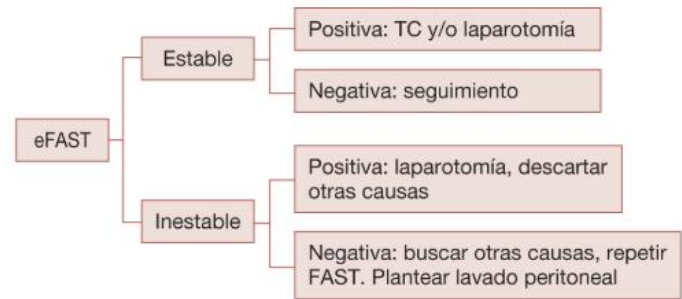 eFAST
Estable
Positiva: TC y/o laparotomía
Negativa: seguimiento
Inestable
Positiva: laparotomía, descartar
otras causas
Negativa: buscar otras causas, repetir
FAST. Plantear lavado peritoneal